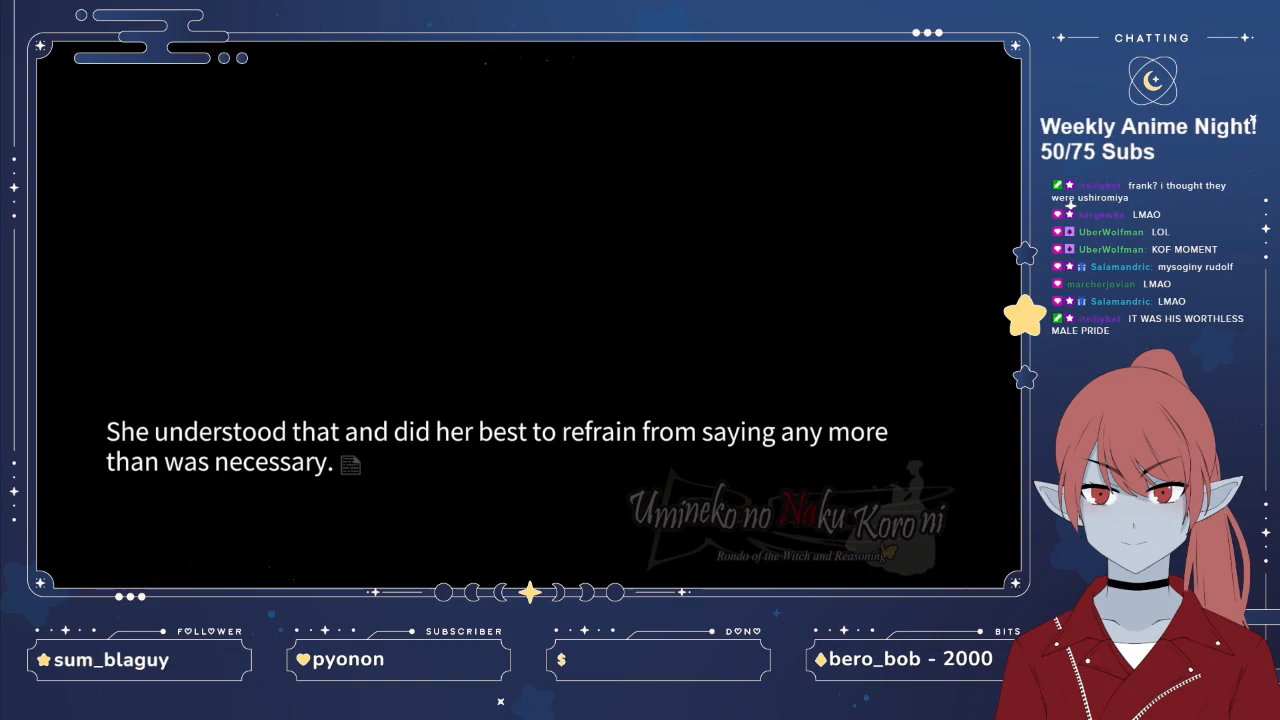 CHATTING
Weekly Anime Night!
50/75 Subs
itsillybot frank? i thought they
were ushiromiya
LMAO
UberWolfman: LOL
UberWolfman: KOF MOMENT
Salamandric: mysoginy rudolf
marcherjovian LMAO
Salamandric: LMAO
itsillybot IT WAS HIS WORTHLESS
MALE PRIDE
She understood that and did her best to refrain from saying any more
than was necessary.
Umineko no Naku Koro ni
Rondo of the Witch and Reasoning
FOLLOWER
sum_blaguy
SUBSCRIBER
pyonon
DONO
$
BITS
bero_bob - 2000